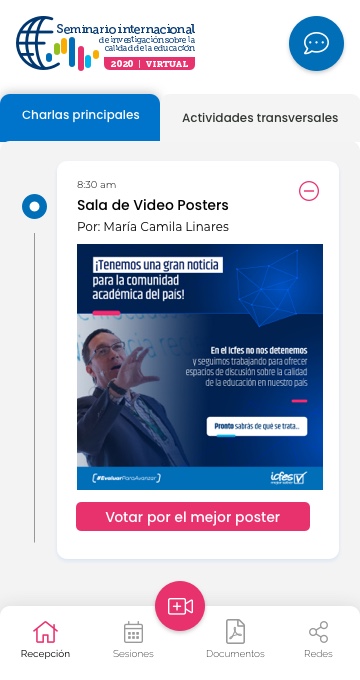 Seminario internacional
de investigación sobre la
calidad de la educación
2020 | VIRTUAL
Charlas principales
Actividades transversales
8:30 am
Sala de Video Posters
Por: María Camila Linares
¡Tenemos una gran noticia
para la comunidad
académica del país!
En el Icfes no nos detenemos
y seguimos trabajando para ofrecer
espacios de discusión sobre la calidad
de la educación en nuestro país
Pronto sabrás de qué se trata...
#EvaluarParaAvanzar
icfes
mejor saber
Votar por el mejor poster
Recepción
Sesiones
Documentos
Redes